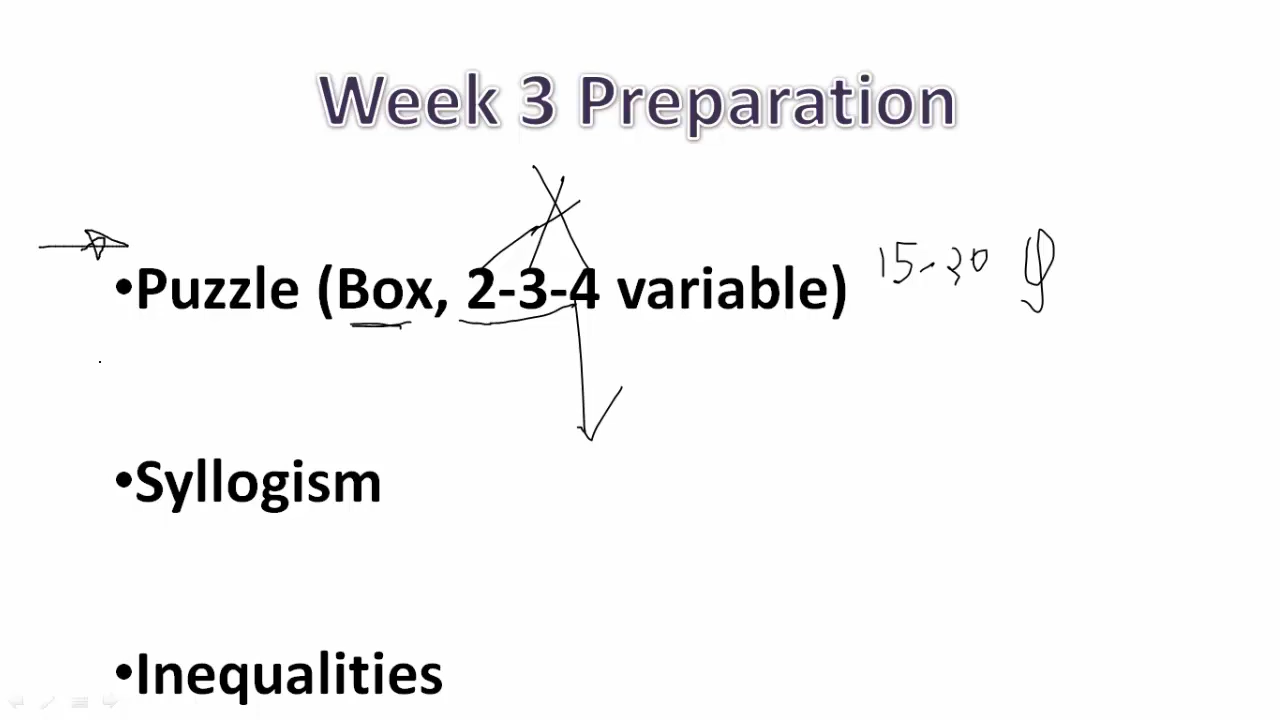 Week 3 Preparation
•Puzzle (Box, 2-3-4 variable) 15-30
•Syllogism
•Inequalities